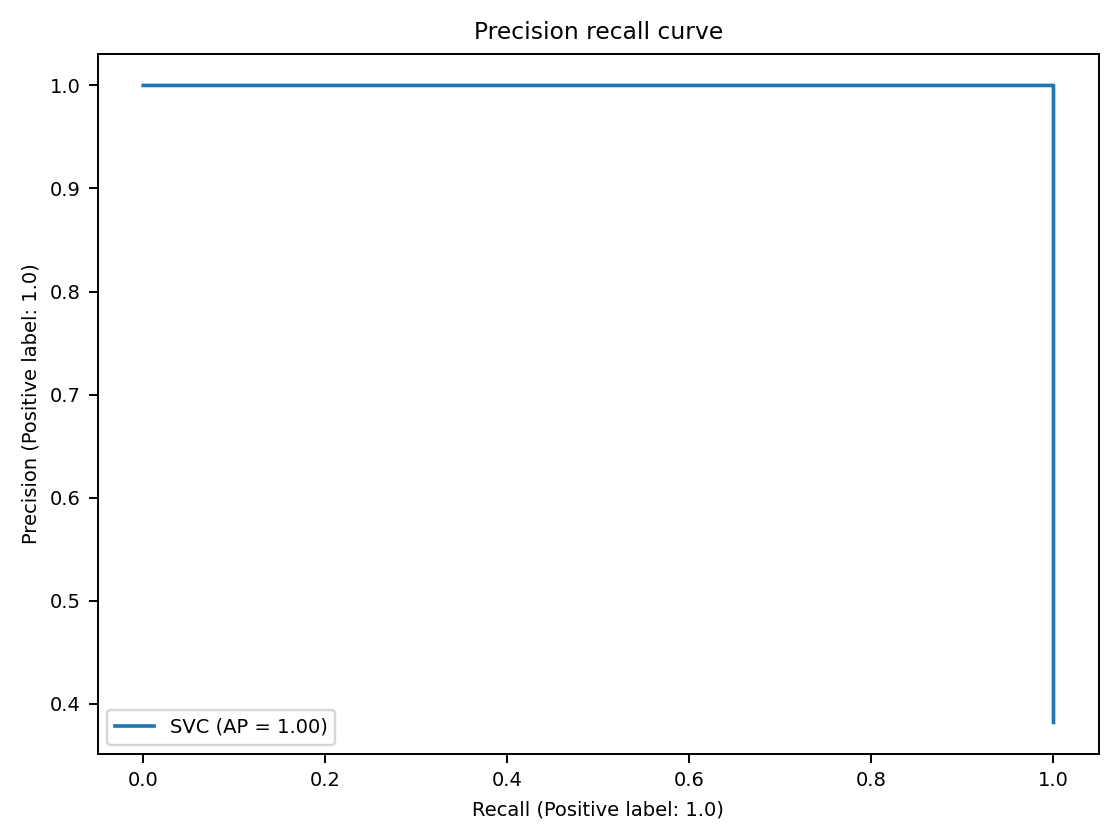 Precision recall curve
1.0
0.9
0.8
0.7
0.6
0.5
0.4
Precision (Positive label: 1.0)
SVC (AP = 1.00)
0.0 0.2 0.4 0.6 0.8 1.0
Recall (Positive label: 1.0)